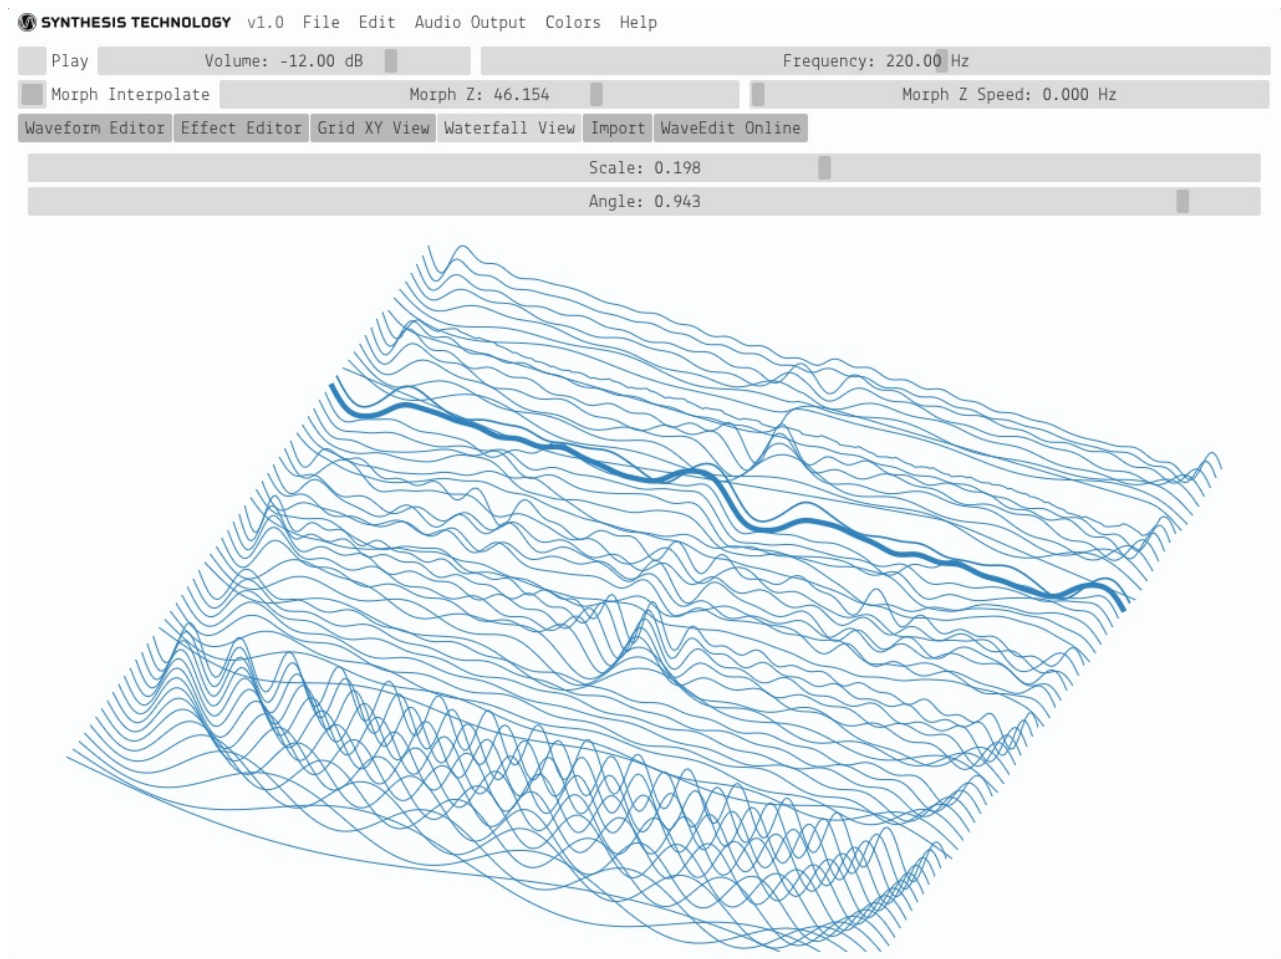 SYNTHESIS TECHNOLOGY v1.0 File Edit Audio Output Colors Help
Play Volume: -12.00 dB Frequency: 220.00 Hz
Morph Interpolate Morph Z: 46.154 Morph Z Speed: 0.000 Hz
Waveform Editor Effect Editor Grid XY View Waterfall View Import WaveEdit Online
Scale: 0.198
Angle: 0.943